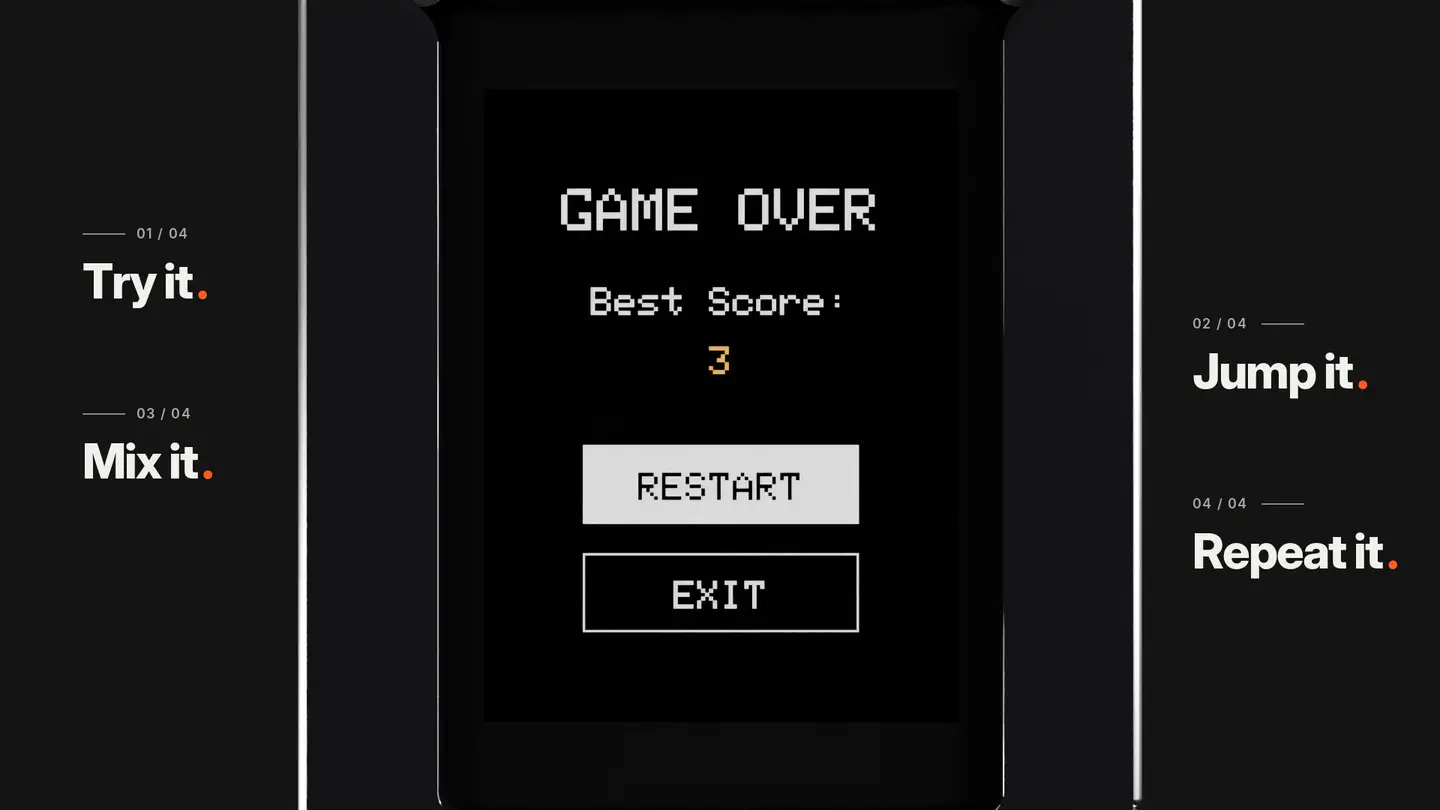 01 / 04
Try it.
02 / 04
Jump it.
03 / 04
Mix it.
04 / 04
Repeat it.
GAME OVER
Best Score:
3
RESTART
EXIT